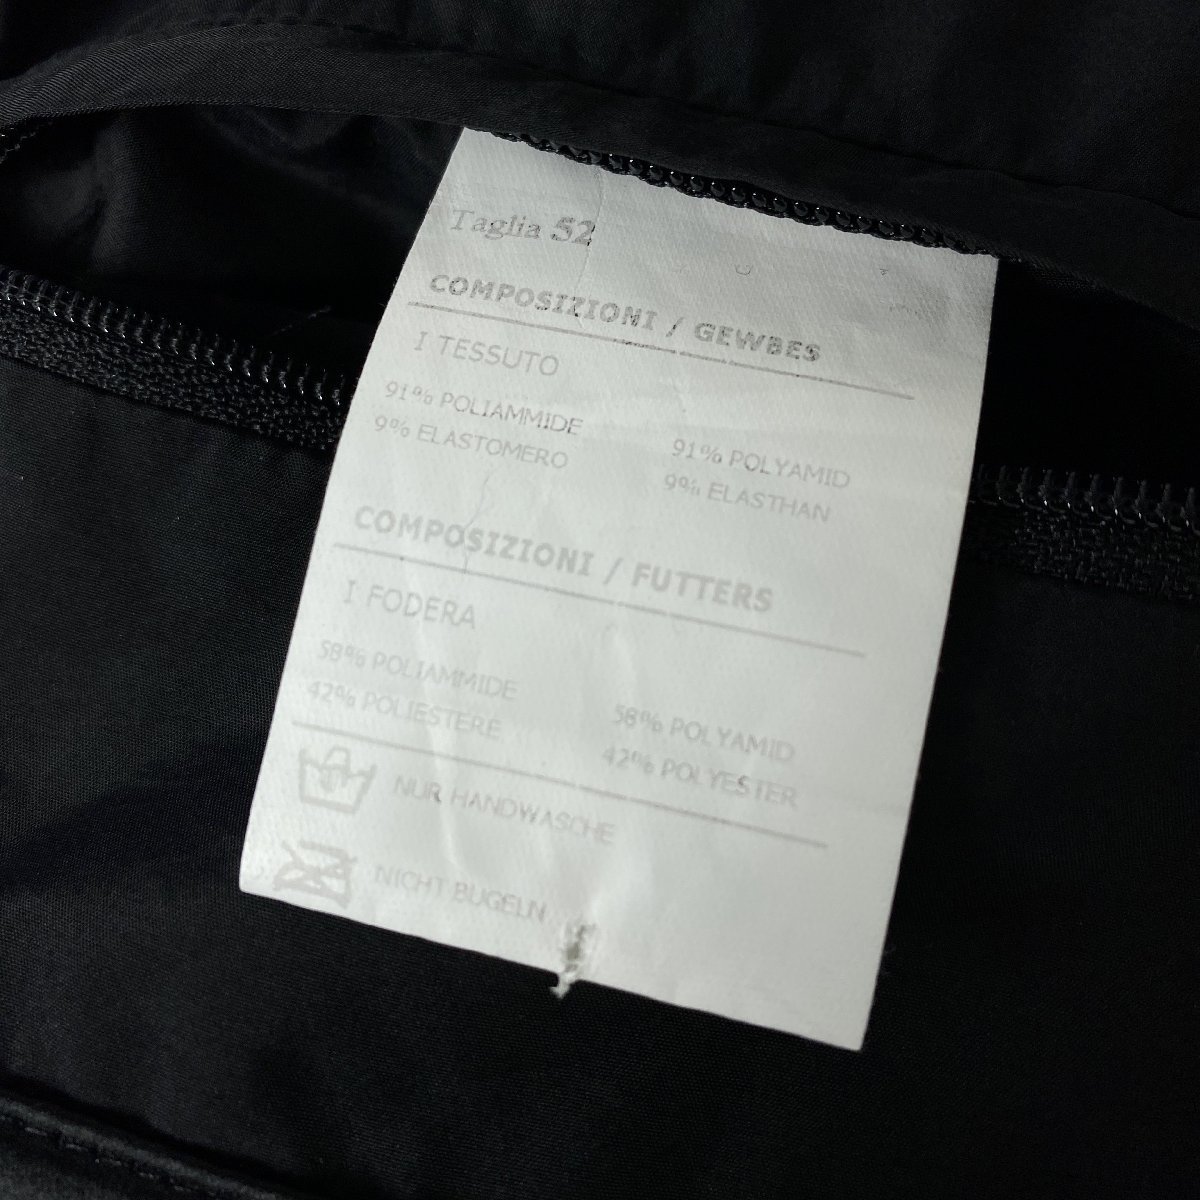 Taglia 52
COMPOSIZIONI / GEWBES
I TESSUTO
91% POLIAMMIDE
9% ELASTOMERO
91% POLYAMID
9% ELASTHAN
COMPOSIZIONI / FUTTERS
I FODERA
58% POLIAMMIDE
42% POLIESTERE
58% POLYAMID
42% POLYESTER
NUR HANDWASCHE
NICHT BUGELN